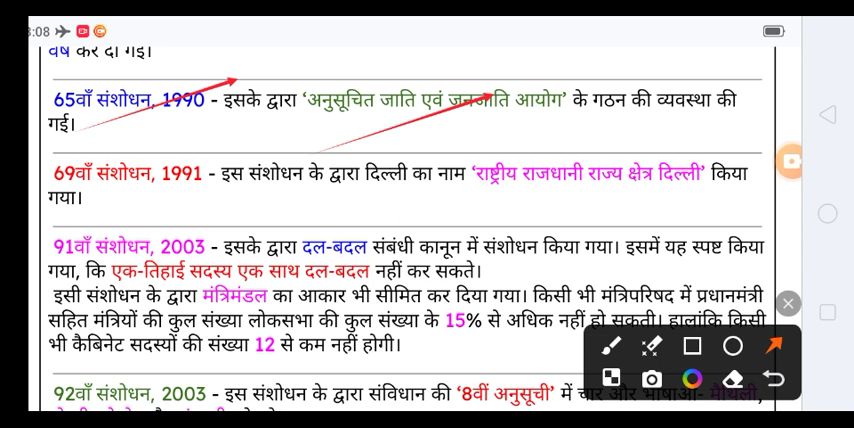 3:08
वर्ष कर दी गई।
65वाँ संशोधन, 1990 - इसके द्वारा ‘अनुसूचित जाति एवं जनजाति आयोग’ के गठन की व्यवस्था की
गई।
69वाँ संशोधन, 1991 - इस संशोधन के द्वारा दिल्ली का नाम ‘राष्ट्रीय राजधानी राज्य क्षेत्र दिल्ली’ किया
गया।
91वाँ संशोधन, 2003 - इसके द्वारा दल-बदल संबंधी कानून में संशोधन किया गया। इसमें यह स्पष्ट किया
गया, कि एक-तिहाई सदस्य एक साथ दल-बदल नहीं कर सकते।
इसी संशोधन के द्वारा मंत्रिमंडल का आकार भी सीमित कर दिया गया। किसी भी मंत्रिपरिषद में प्रधानमंत्री
सहित मंत्रियों की कुल संख्या लोकसभा की कुल संख्या के 15% से अधिक नहीं हो सकती। हालांकि किसी
भी कैबिनेट सदस्यों की संख्या 12 से कम नहीं होगी।
92वाँ संशोधन, 2003 - इस संशोधन के द्वारा संविधान की ‘8वीं अनुसूची’ में चार और भाषाओं- मैथिली,